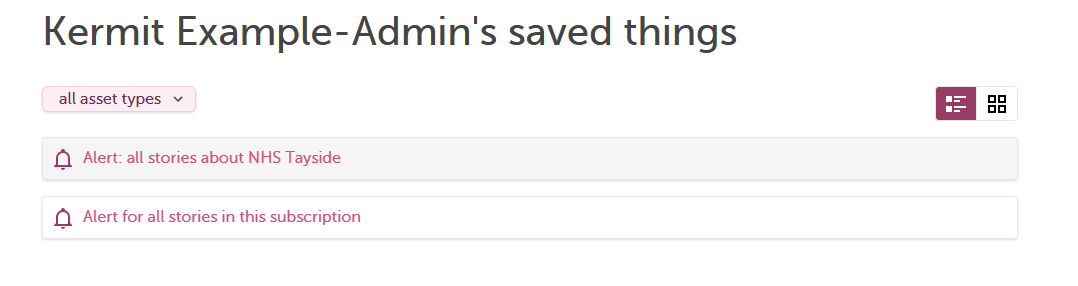 Kermit Example-Admin's saved things
all asset types
Alert: all stories about NHS Tayside
Alert for all stories in this subscription